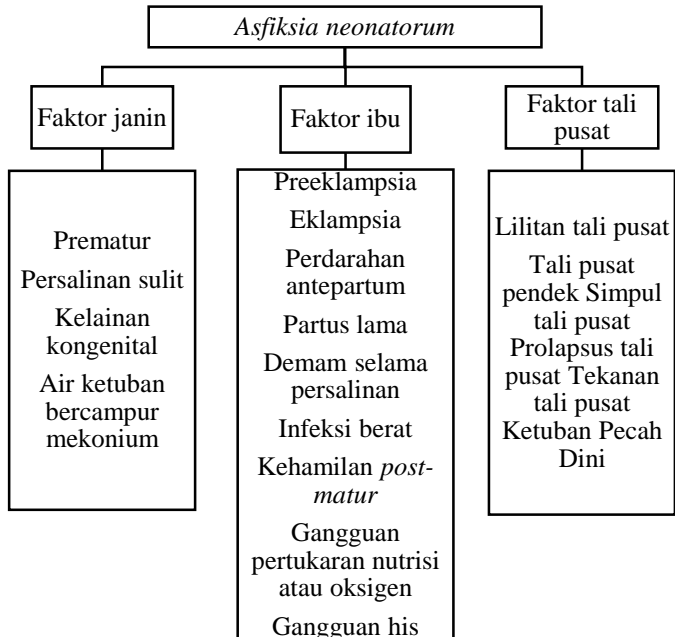 Asfiksia neonatorum
Faktor janin
Faktor ibu
Faktor tali
pusat
Prematur
Persalinan sulit
Kelainan
kongenital
Air ketuban
bercampur
mekonium
Preeklampsia
Eklampsia
Perdarahan
antepartum
Partus lama
Demam selama
persalinan
Infeksi berat
Kehamilan post-
matur
Gangguan
pertukaran nutrisi
atau oksigen
Gangguan his
Lilitan tali pusat
Tali pusat
pendek Simpul
tali pusat
Prolapsus tali
pusat Tekanan
tali pusat
Ketuban Pecah
Dini